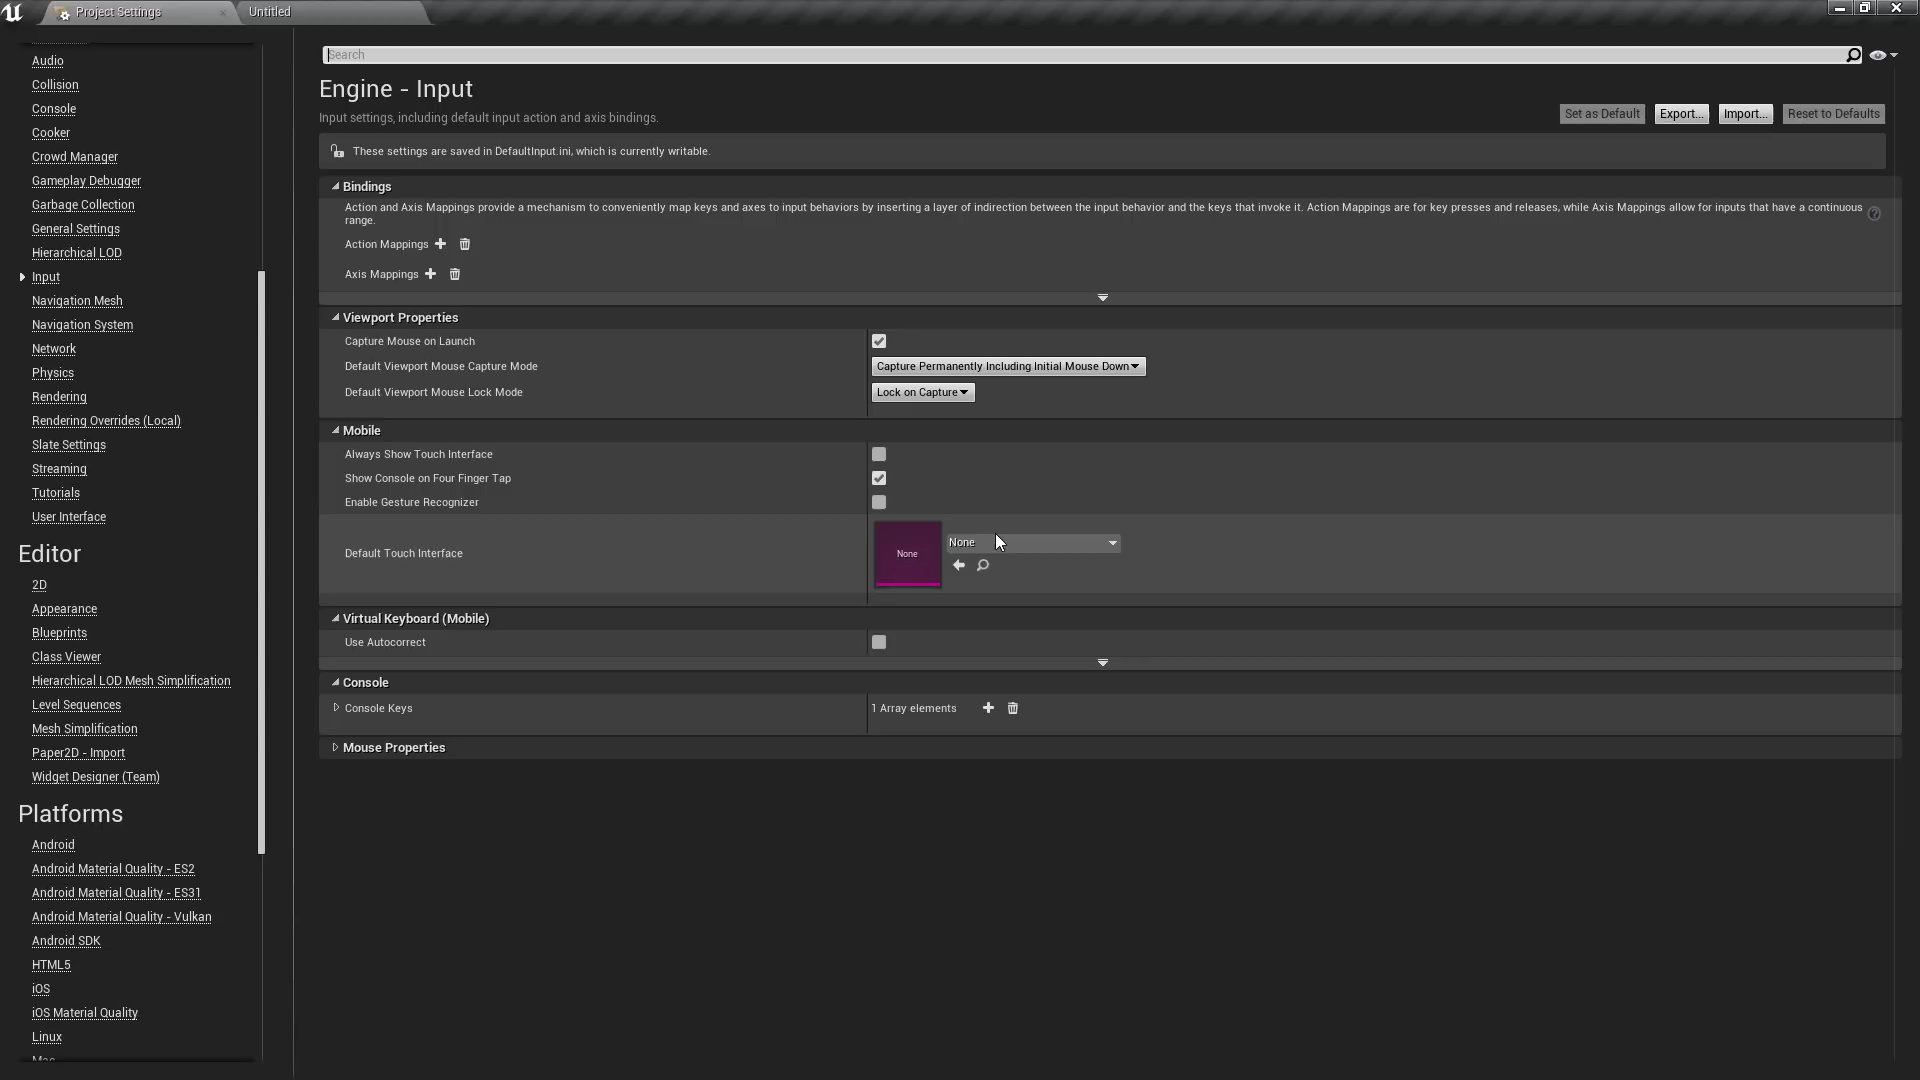 Project Settings
Untitled
Audio
Collision
Console
Cooker
Crowd Manager
Gameplay Debugger
Garbage Collection
General Settings
Hierarchical LOD
Input
Navigation Mesh
Navigation System
Network
Physics
Rendering
Rendering Overrides (Local)
Slate Settings
Streaming
Tutorials
User Interface
Editor
2D
Appearance
Blueprints
Class Viewer
Hierarchical LOD Mesh Simplification
Level Sequences
Mesh Simplification
Paper2D - Import
Widget Designer (Team)
Platforms
Android
Android Material Quality - ES2
Android Material Quality - ES31
Android Material Quality - Vulkan
Android SDK
HTML5
iOS
iOS Material Quality
Linux
Mac
Search
Engine - Input
Input settings, including default input action and axis bindings.
Set as Default
Export...
Import...
Reset to Defaults
These settings are saved in DefaultInput.ini, which is currently writable.
Bindings
Action and Axis Mappings provide a mechanism to conveniently map keys and axes to input behaviors by inserting a layer of indirection between the input behavior and the keys that invoke it. Action Mappings are for key presses and releases, while Axis Mappings allow for inputs that have a continuous
range.
Action Mappings
Axis Mappings
Viewport Properties
Capture Mouse on Launch
Default Viewport Mouse Capture Mode
Capture Permanently Including Initial Mouse Down
Default Viewport Mouse Lock Mode
Lock on Capture
Mobile
Always Show Touch Interface
Show Console on Four Finger Tap
Enable Gesture Recognizer
Default Touch Interface
None
None
Virtual Keyboard (Mobile)
Use Autocorrect
Console
Console Keys
1 Array elements
Mouse Properties